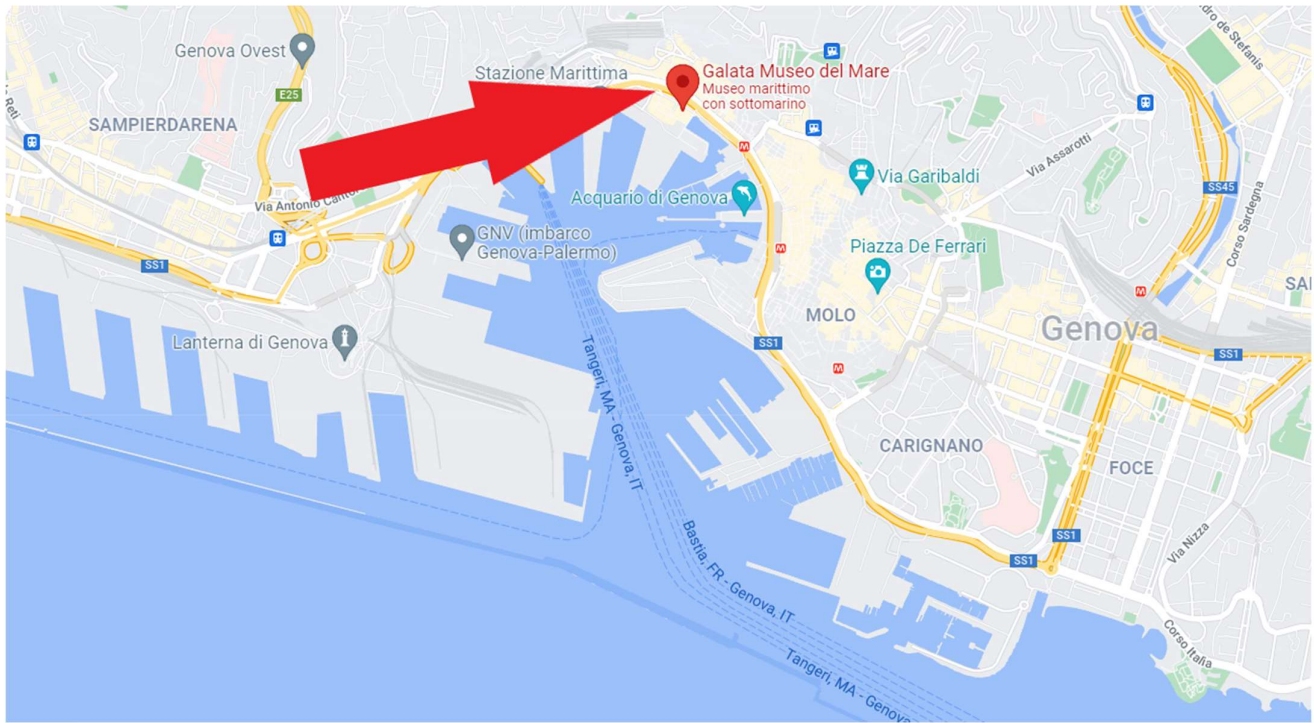 Genova Ovest
E25
Stazione Marittima
Galata Museo del Mare
Museo marittimo
con sottomarino
SAMPIERDARENA
Via Assarotti
SS45
Corso Sardegna
Via Garibaldi
Acquario di Genova
GNV (imbarco
Genova-Palermo)
Piazza De Ferrari
SS1
MOLO
Genova
Lanterna di Genova
SS1
SS1
Tangeri, MA - Genova, IT
CARIGNANO
FOCE
SS1
SS1
Via Nizza
Bastia, FR - Genova, IT
Corso Italia
Tangeri, MA - Genova
M
M
M
M